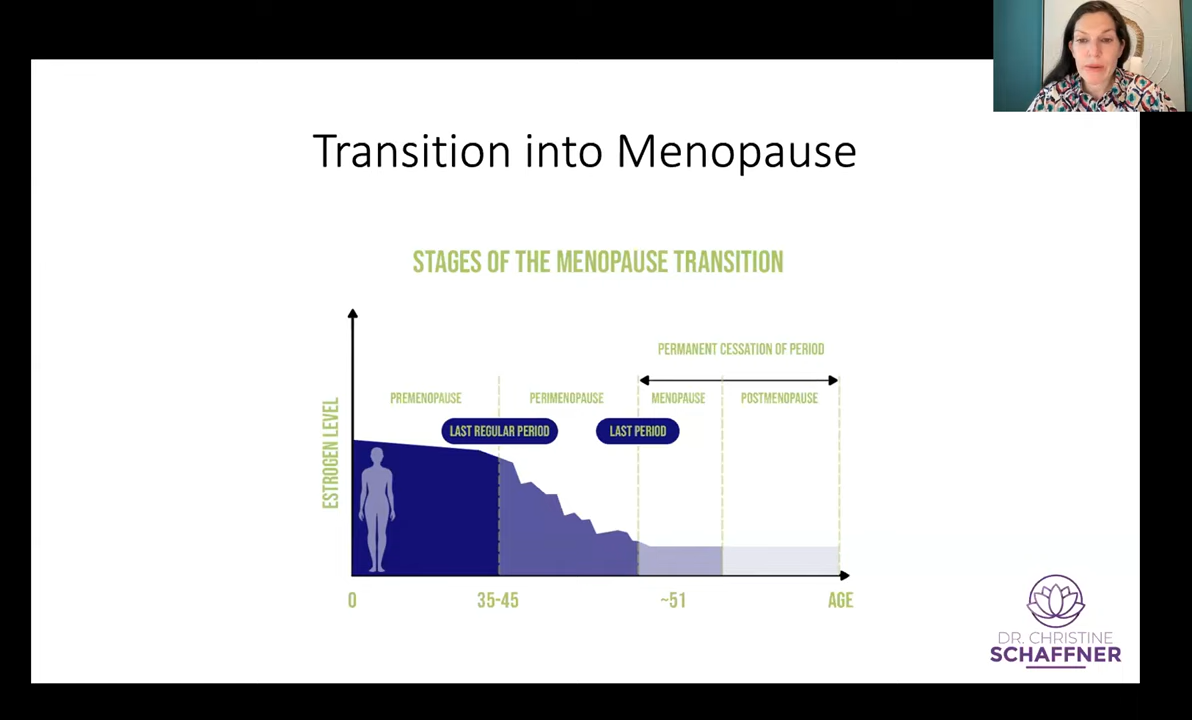 Transition into Menopause
STAGES OF THE MENOPAUSE TRANSITION
PERMANENT CESSATION OF PERIOD
PREMENOPAUSE
PERIMENOPAUSE
MENOPAUSE
POSTMENOPAUSE
LAST REGULAR PERIOD
LAST PERIOD
ESTROGEN LEVEL
0
35-45
~51
AGE
DR. CHRISTINE
SCHAFFNER